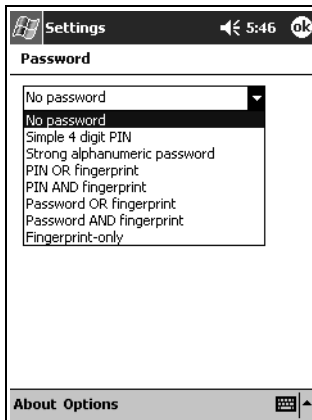 Settings 5:46 ok
Password
No password
No password
Simple 4 digit PIN
Strong alphanumeric password
PIN OR fingerprint
PIN AND fingerprint
Password OR fingerprint
Password AND fingerprint
Fingerprint-only
About Options